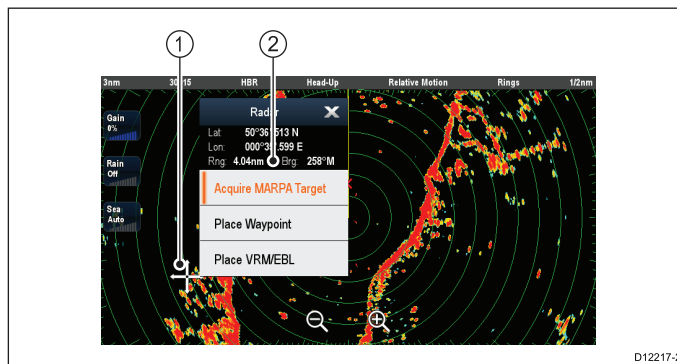 1
2
3nm HBR Head-Up Relative Motion Rings 1/2nm
Gain
0%
Radar X
Lat
Lon:
Rng: 4.04nm Brg: 258°M
Rain
Off
Acquire MARPA Target
Sea
Auto
Place Waypoint
Place VRM/EBL